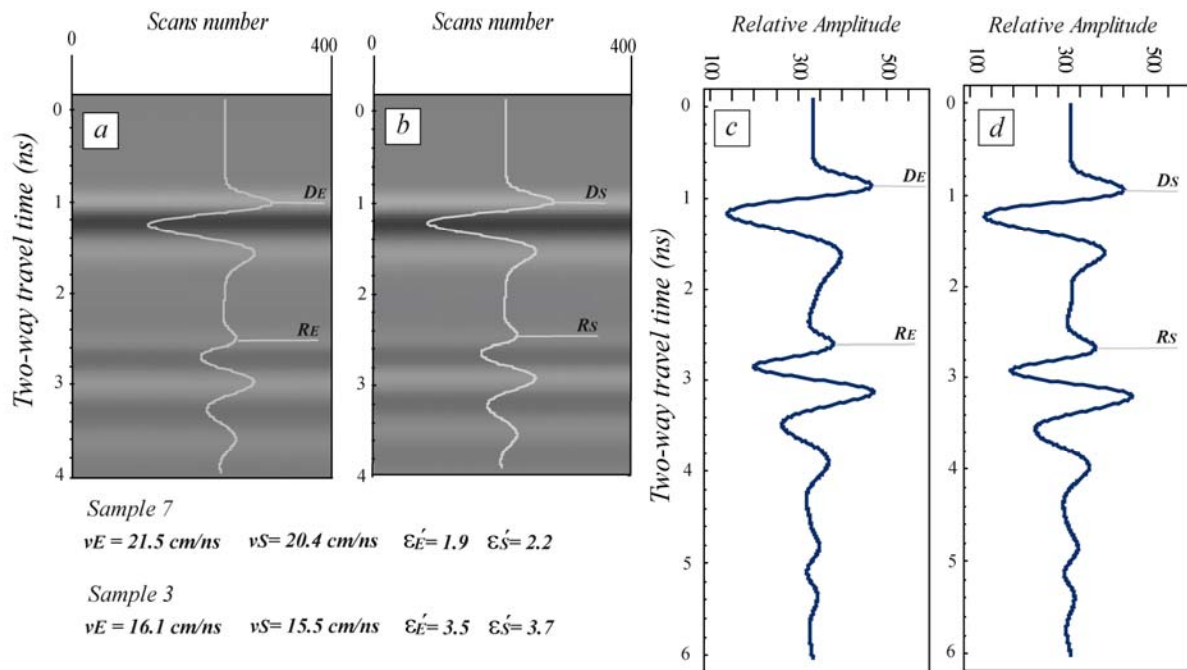 Scans number
Scans number
Relative Amplitude
Relative Amplitude
0
400
0
400
100
300
500
100
300
500
Two-way travel time (ns)
0
1
2
3
4
a
DE
RE
0
1
2
3
4
b
DS
RS
Two-way travel time (ns)
0
1
2
3
4
5
6
c
DE
RE
0
1
2
3
4
5
6
d
DS
RS
Sample 7
vE = 21.5 cm/ns vS= 20.4 cm/ns εE′= 1.9 εS′= 2.2
Sample 3
vE = 16.1 cm/ns vS= 15.5 cm/ns εE′= 3.5 εS′= 3.7